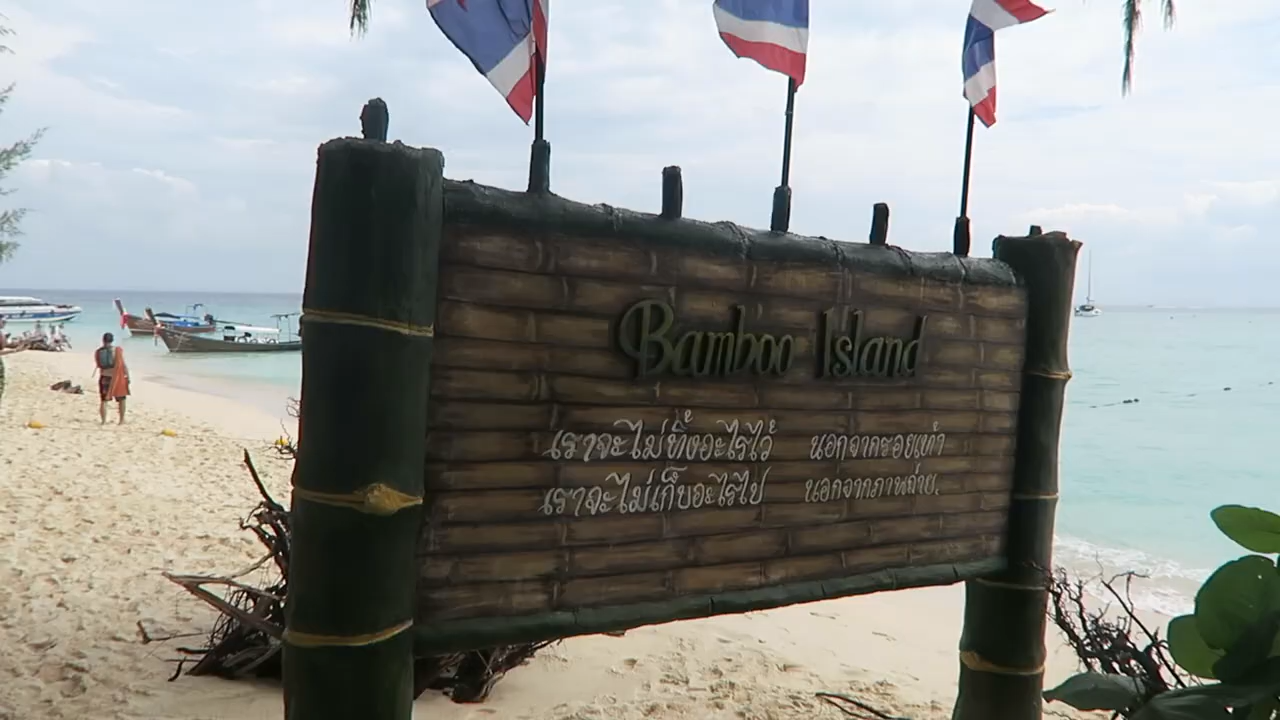 Bamboo Island
เราจะไม่ทิ้งอะไรไว้ นอกจากรอยเท้า
เราจะไม่เก็บอะไรไป นอกจากภาพถ่าย.